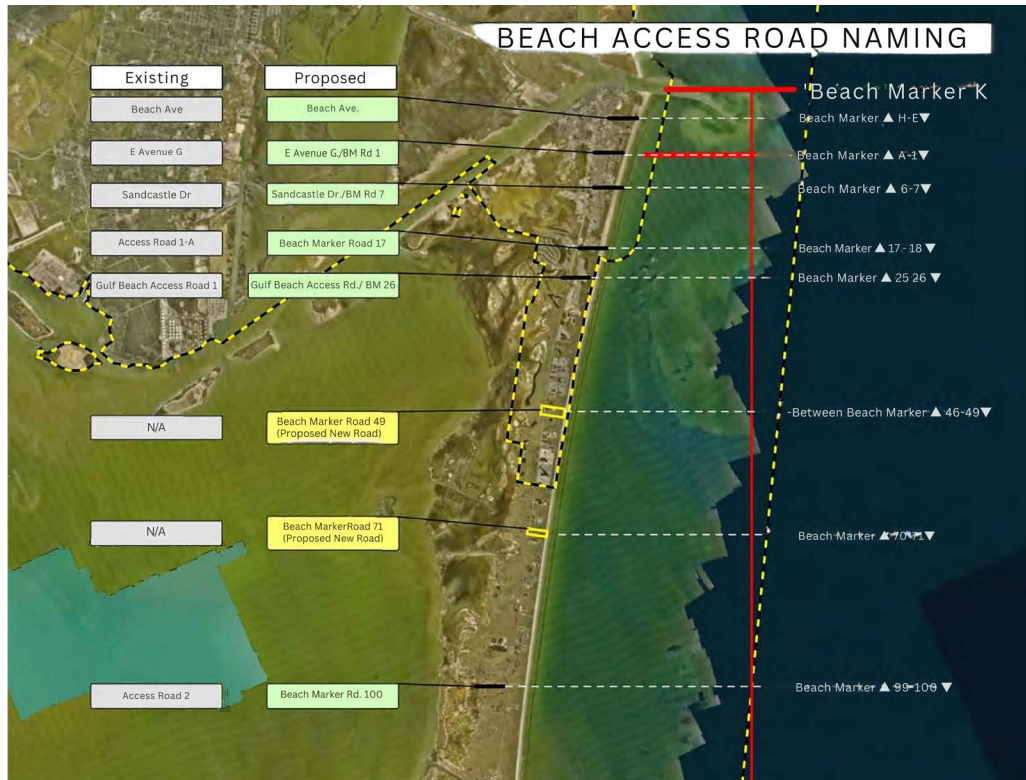 BEACH ACCESS ROAD NAMING
Existing
Proposed
Beach Marker K
Beach Ave
Beach Ave.
Beach Marker ▲ H-E▼
E Avenue G
E Avenue G./BM Rd 1
Beach Marker ▲ A-1▼
Sandcastle Dr
Sandcastle Dr./BM Rd 7
Beach Marker ▲ 6-7▼
Access Road 1-A
Beach Marker Road 17
Beach Marker ▲ 17-18 ▼
Gulf Beach Access Road 1
Gulf Beach Access Rd./ BM 26
Beach Marker ▲ 25 26 ▼
N/A
Beach Marker Road 49
(Proposed New Road)
-Between Beach Marker ▲ 46-49▼
N/A
Beach MarkerRoad 71
(Proposed New Road)
Beach Marker ▲ 70-71▼
Access Road 2
Beach Marker Rd. 100
Beach Marker ▲ 99-100 ▼